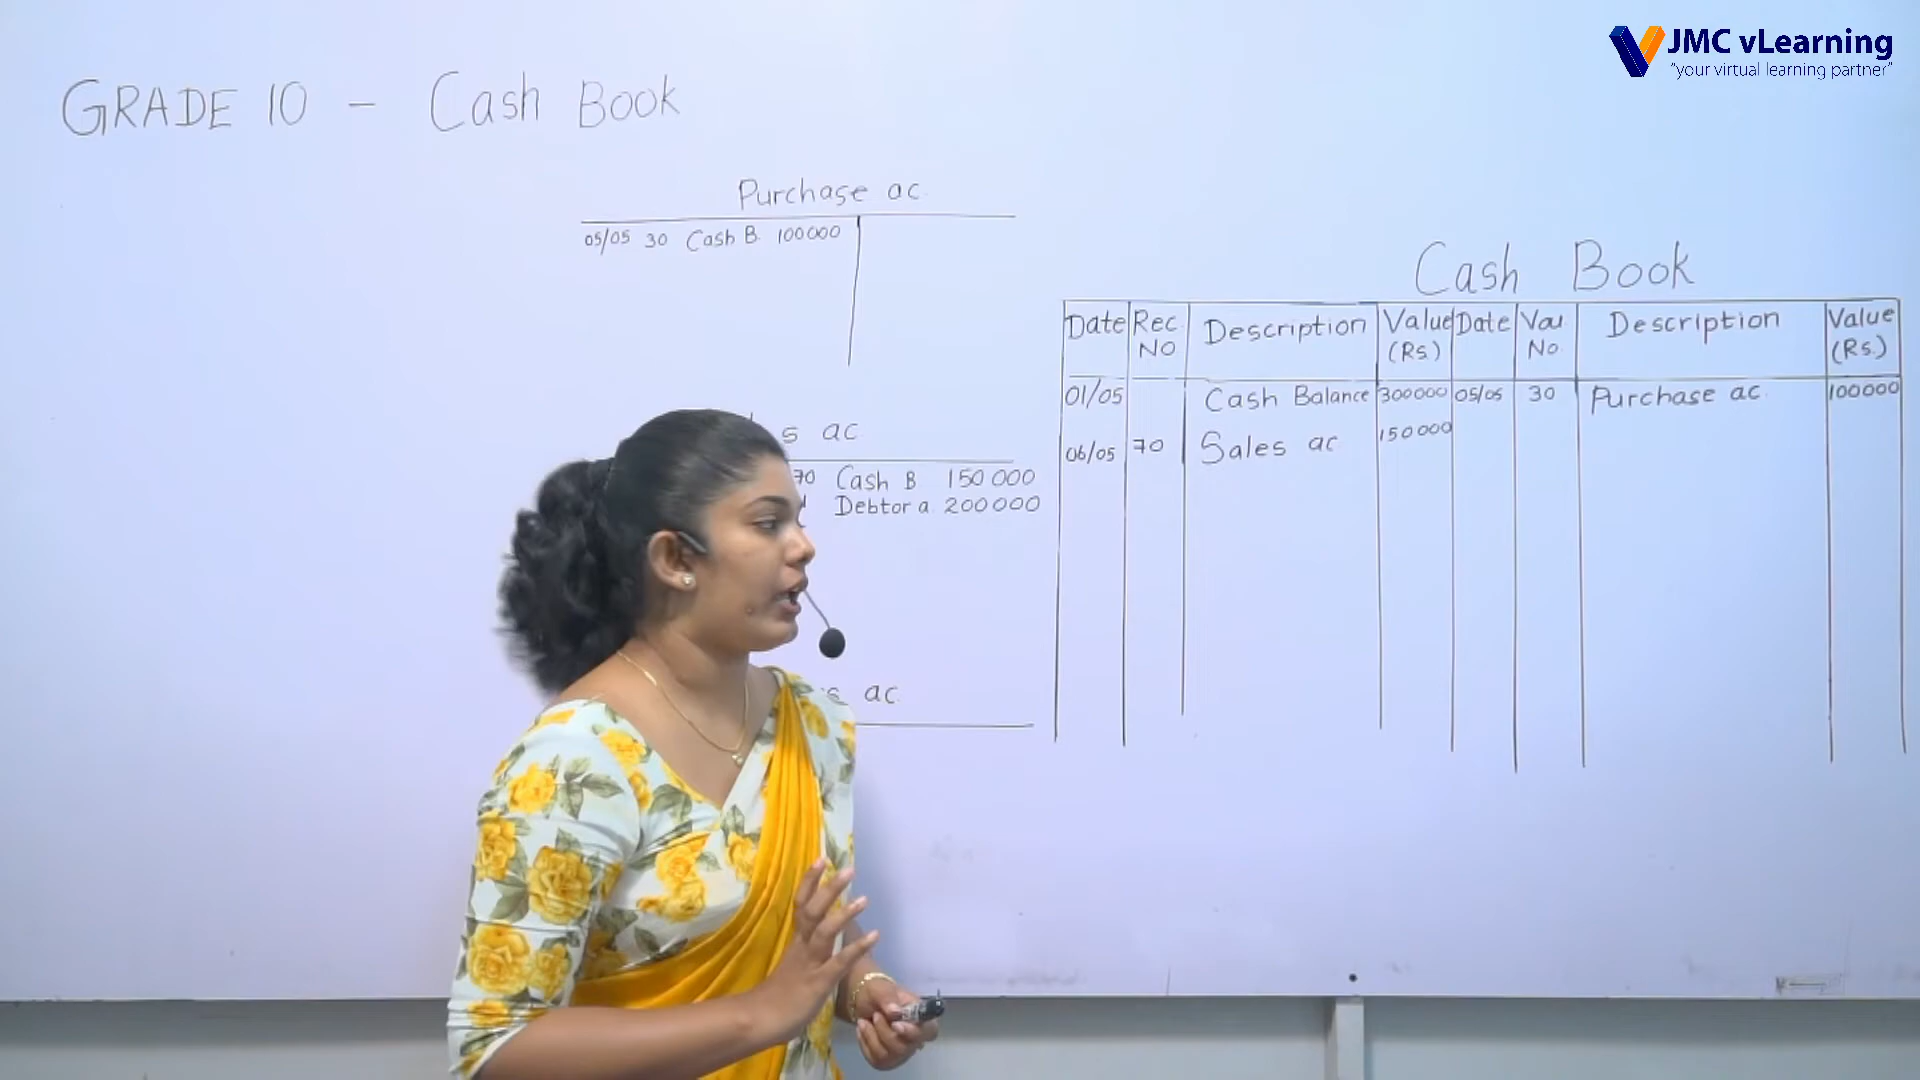 JMC vLearning
"your virtual learning partner"
GRADE 10 - Cash Book
Purchase ac.
05/05 30 Cash B. 100000
s ac
70 Cash B 150 000
Debtor a. 200000
s ac.
Cash Book
Date Rec NO Description Value (Rs.) Date Vou No. Description Value (Rs.)
01/05 Cash Balance 300000 05/05 30 Purchase ac. 100000
06/05 70 Sales ac 150000